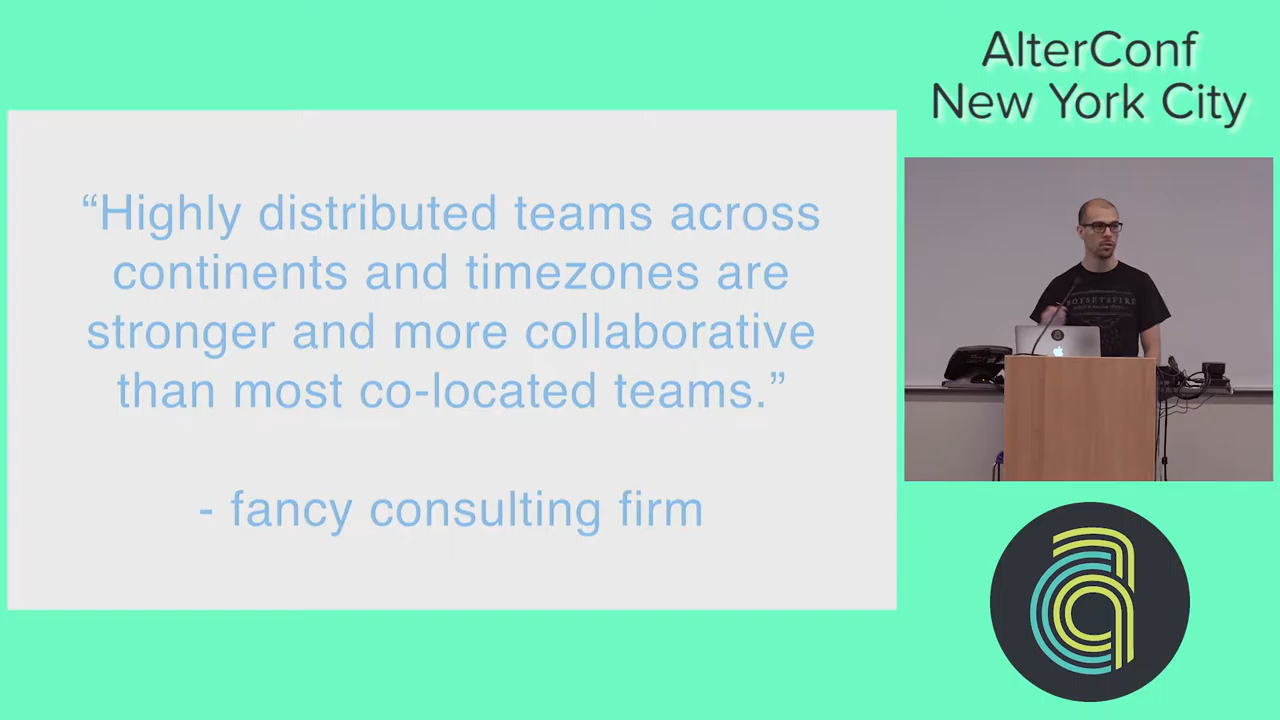 AlterConf
New York City
“Highly distributed teams across
continents and timezones are
stronger and more collaborative
than most co-located teams.”
- fancy consulting firm
BOYSETSFIRE